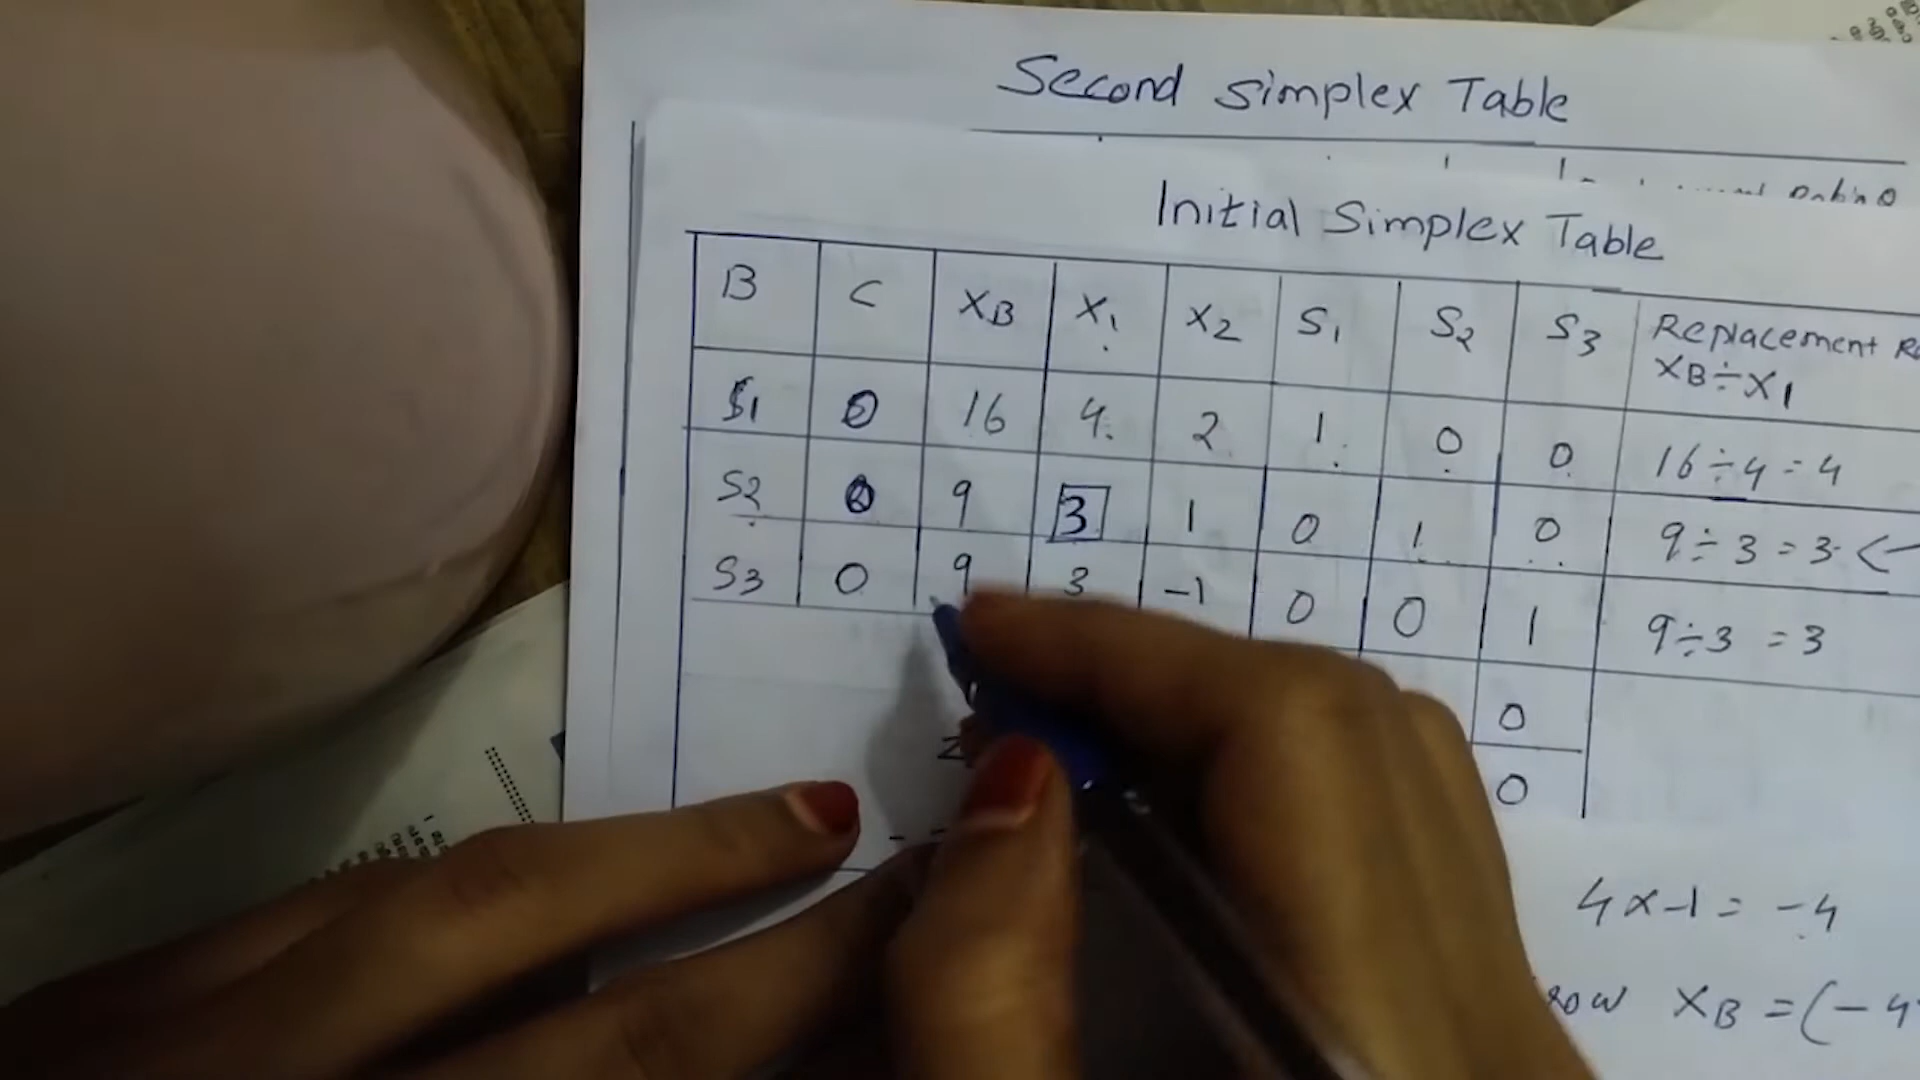 Second Simplex Table
Initial Simplex Table
B C XB X1 X2 S1 S2 S3 Replacement
XB÷X1
S1 0 16 4 2 1 0 0 16÷4=4
S2 0 9 3 1 0 1 0 9÷3=3
S3 0 9 3 -1 0 0 1 9÷3=3
0
0
4x-1=-4
row XB=(-4